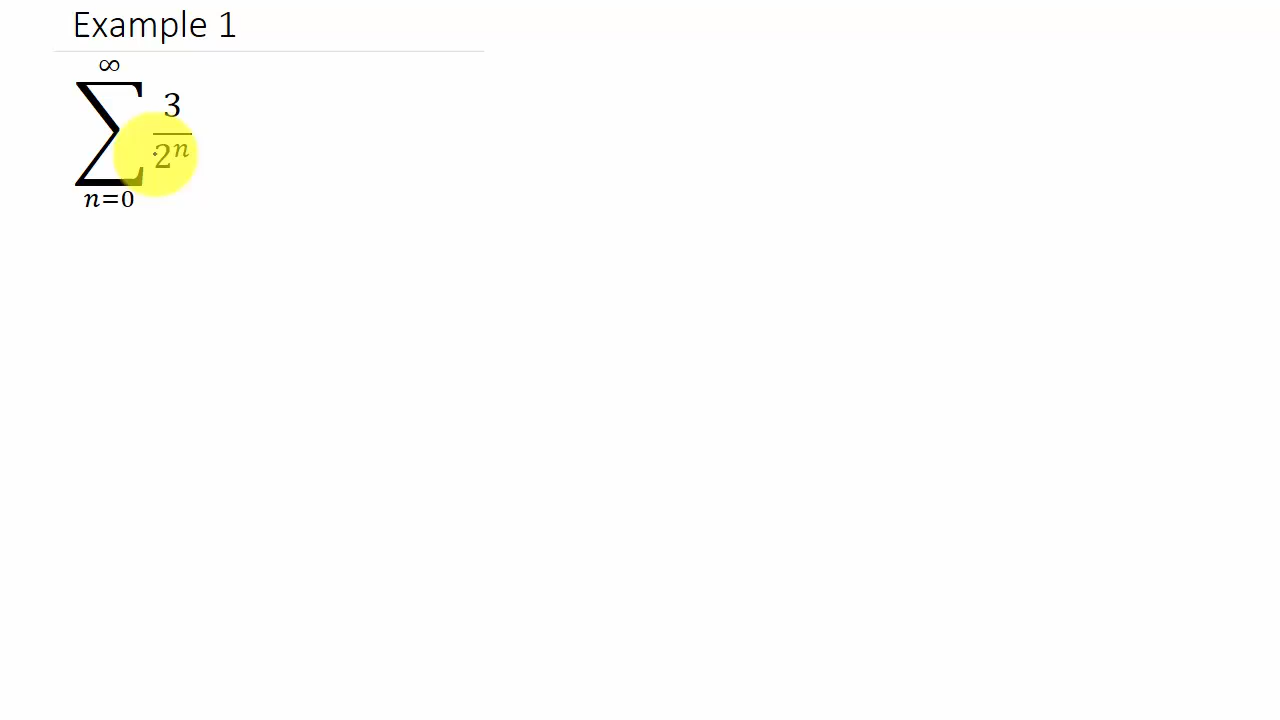 Example 1
∞
∑ 3/2ⁿ
n=0